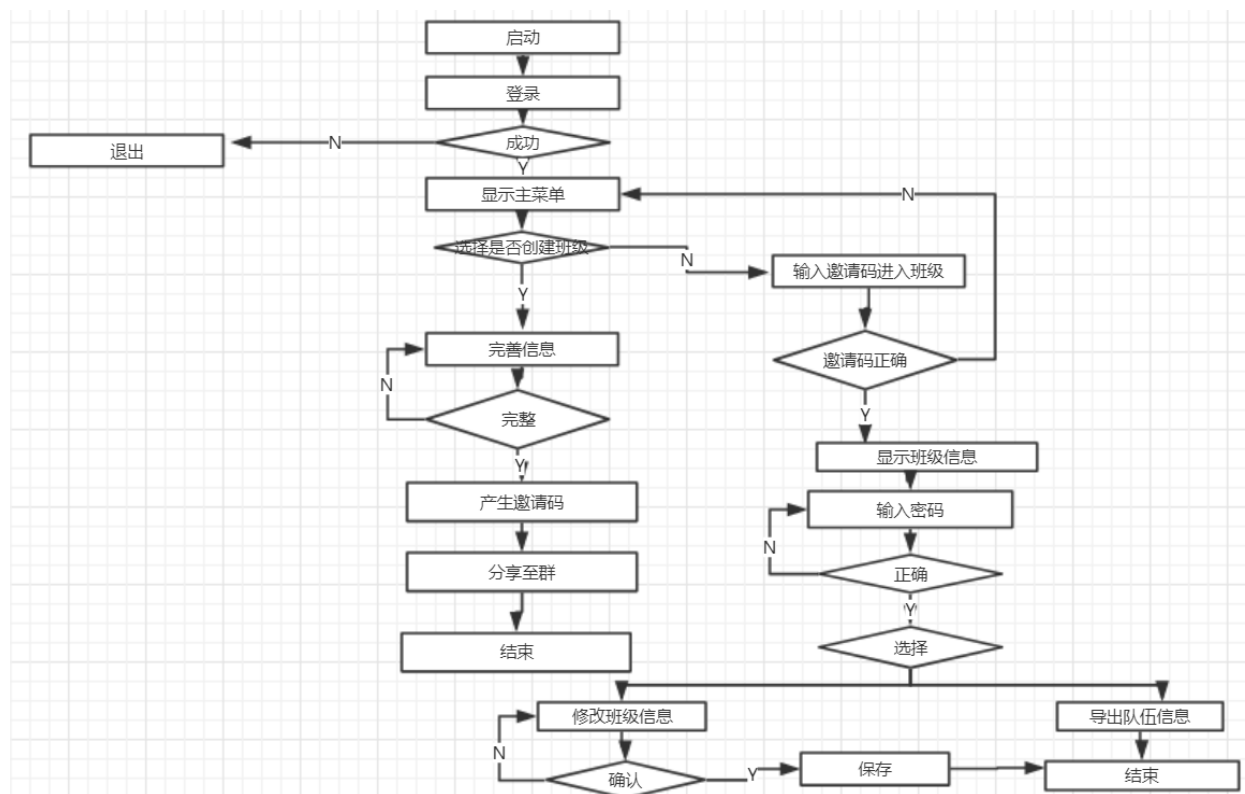 启动
登录
成功
N
退出
Y
显示主菜单
N
选择是否创建班级
N
输入邀请码进入班级
Y
完善信息
邀请码正确
N
完整
Y
显示班级信息
Y
产生邀请码
输入密码
N
分享至群
正确
Y
结束
选择
修改班级信息
导出队伍信息
N
确认
Y
保存
结束